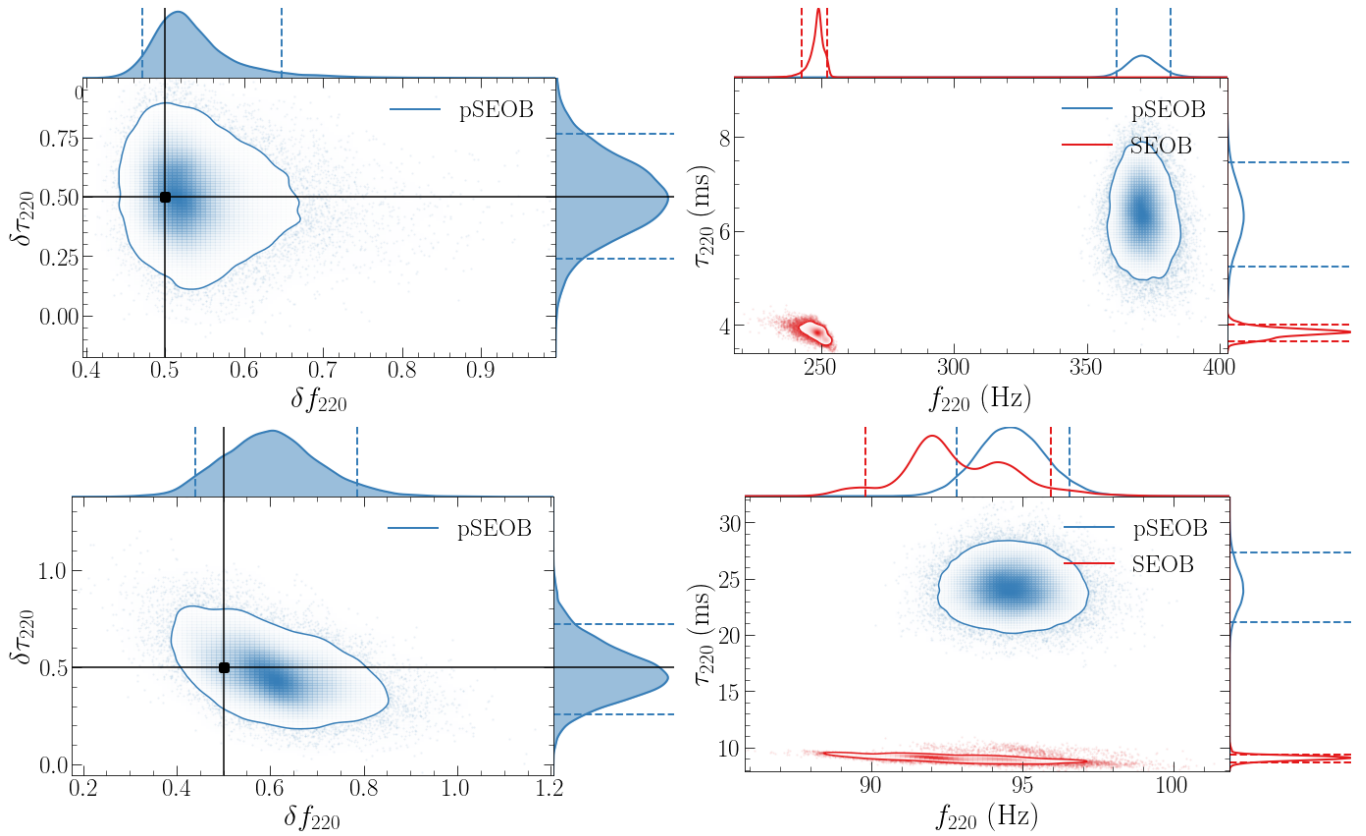 0
0.75
0.50
0.25
0.00
δτ₂₂₀
pSEOB
0.4 0.5 0.6 0.7 0.8 0.9
δf₂₂₀
8
6
4
τ₂₂₀ (ms)
pSEOB
SEOB
250 300 350 400
f₂₂₀ (Hz)
1.0
0.5
0.0
δτ₂₂₀
pSEOB
0.2 0.4 0.6 0.8 1.0 1.2
δf₂₂₀
30
25
20
15
10
τ₂₂₀ (ms)
pSEOB
SEOB
90 95 100
f₂₂₀ (Hz)